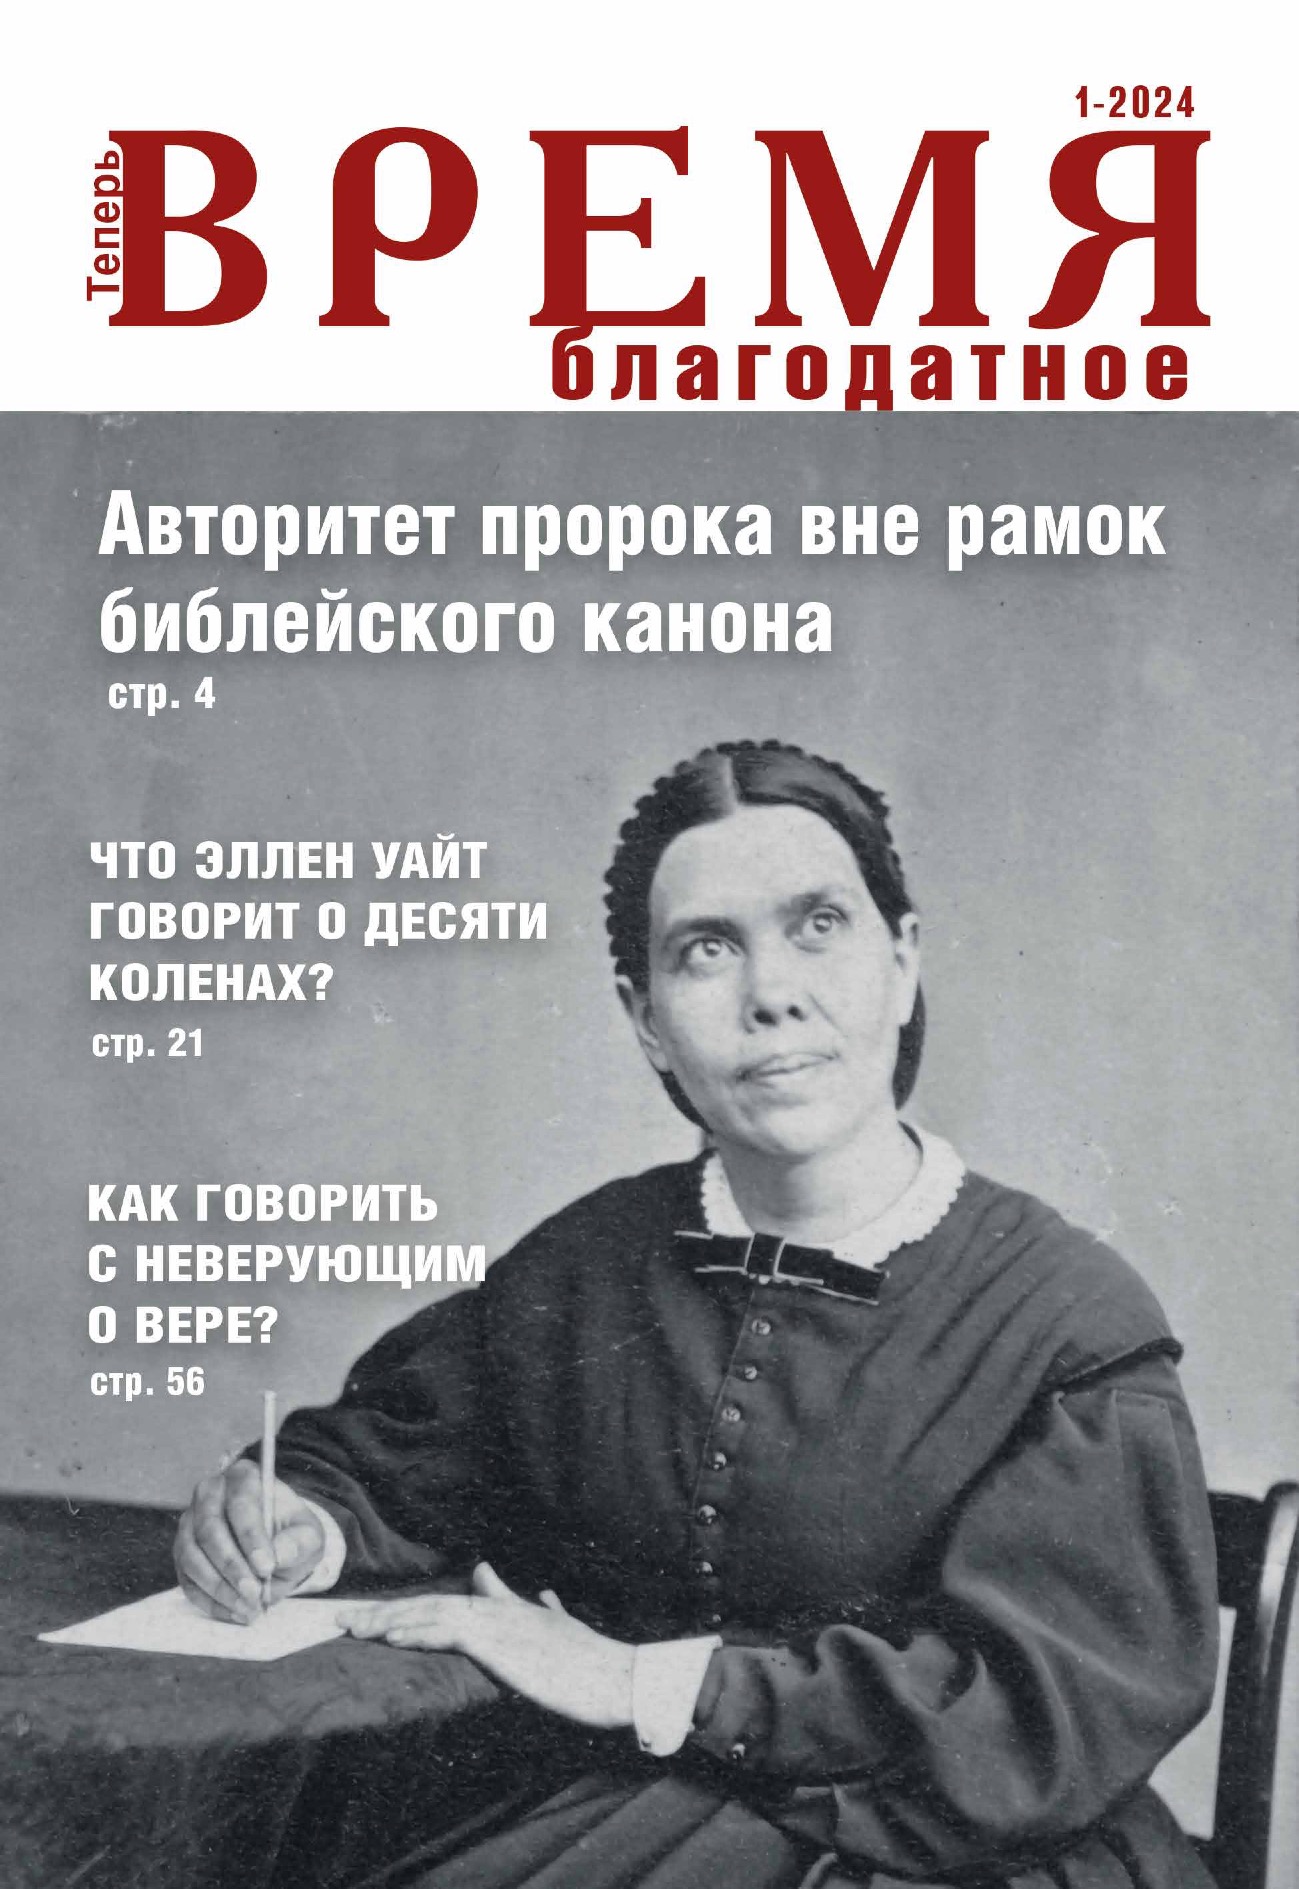 1-2024
Теперь
ВРЕМЯ
благодатное
Авторитет пророка вне рамок
библейского канона
стр. 4
ЧТО ЭЛЛЕН УАЙТ
ГОВОРИТ О ДЕСЯТИ
КОЛЕНАХ?
стр. 21
КАК ГОВОРИТЬ
С НЕВЕРУЮЩИМ
О ВЕРЕ?
стр. 56